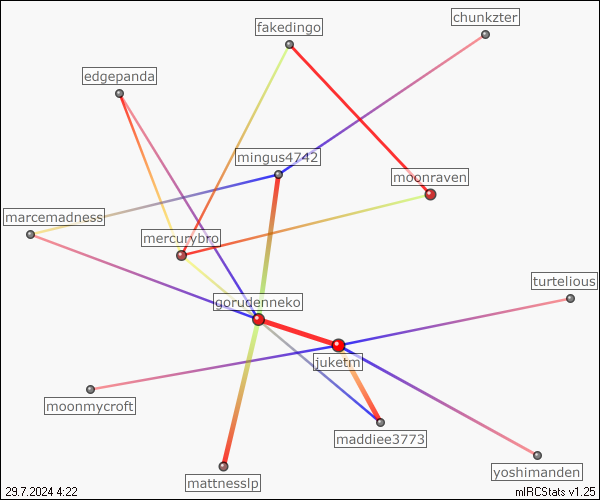 chunkzter
fakedingo
edgepanda
mingus4742
moonraven
marcemadness
mercurybro
turtelious
gorudenneko
juketm
moonmycroft
maddiee3773
yoshimanden
mattnesslp
29.7.2024 4:22
mIRCStats v1.25